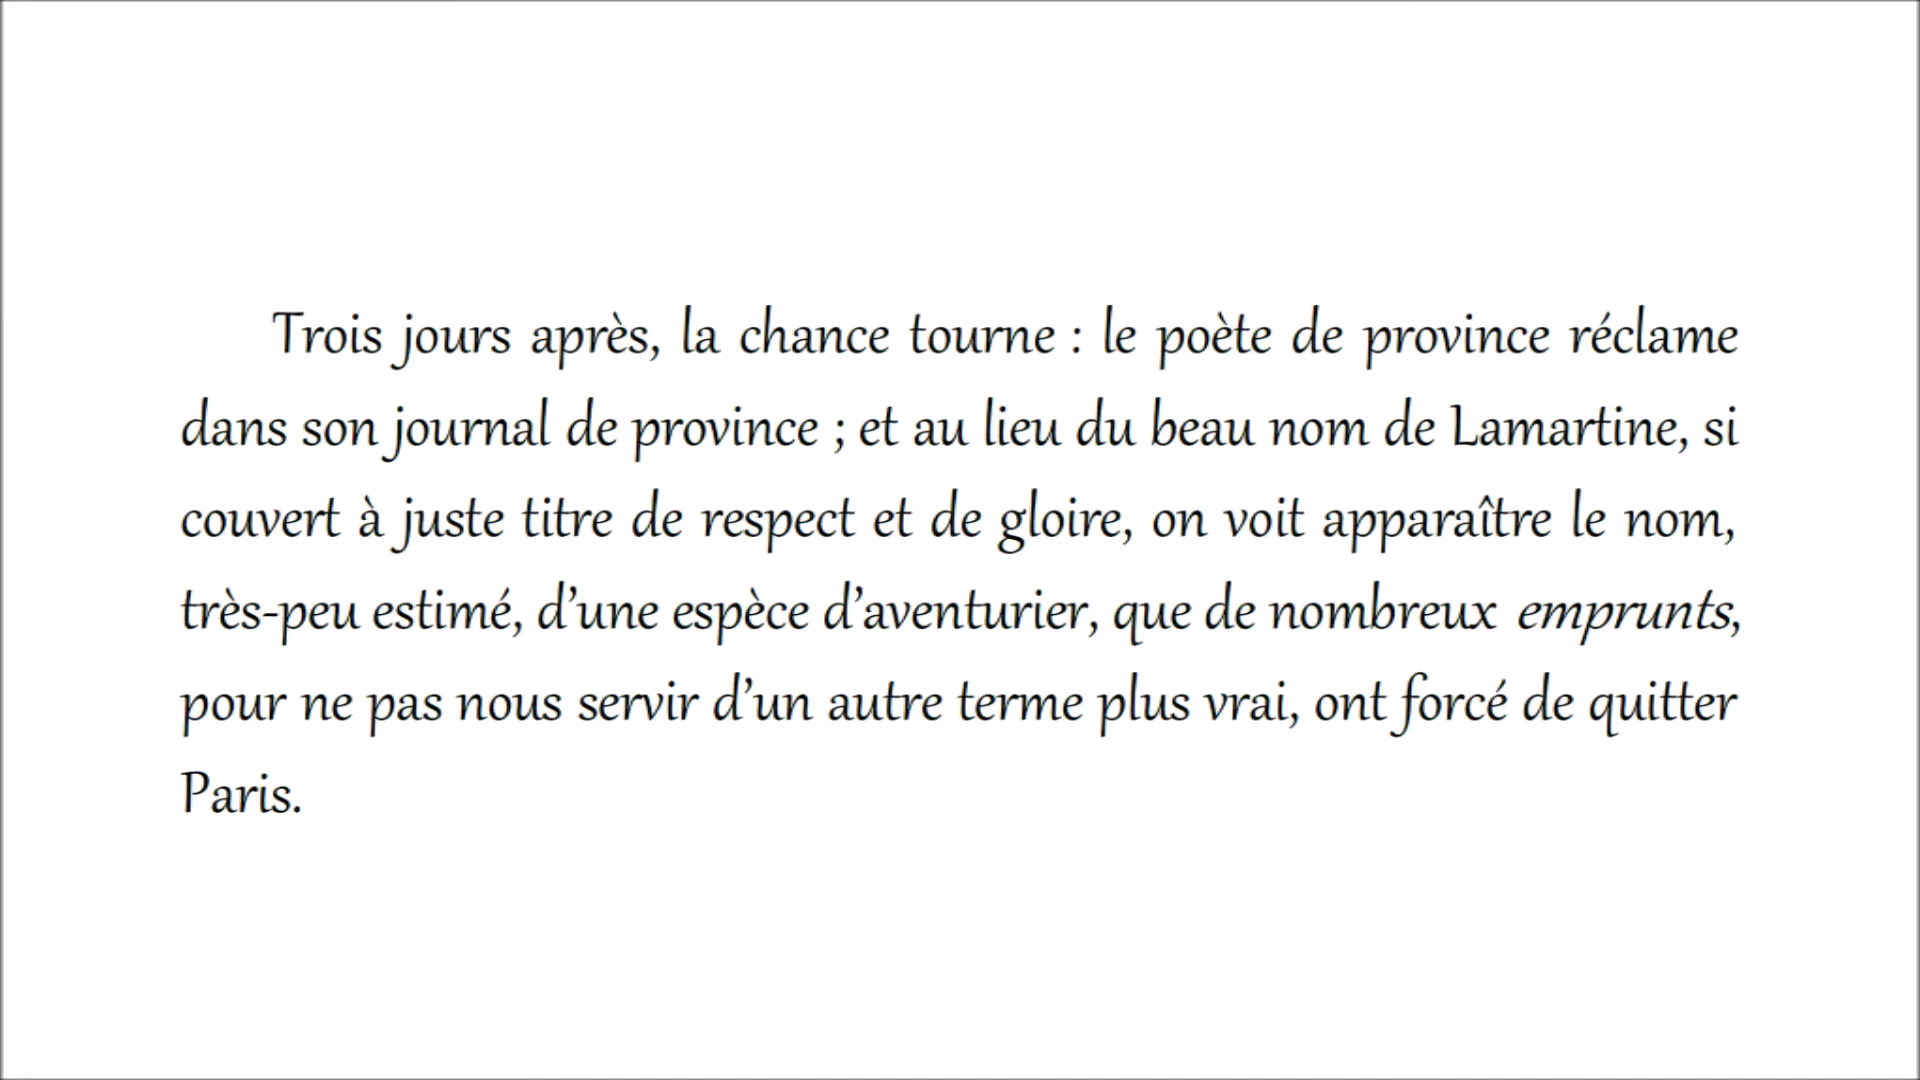 Trois jours après, la chance tourne : le poète de province réclame
dans son journal de province ; et au lieu du beau nom de Lamartine, si
couvert à juste titre de respect et de gloire, on voit apparaître le nom,
très-peu estimé, d’une espèce d’aventurier, que de nombreux emprunts,
pour ne pas nous servir d’un autre terme plus vrai, ont forcé de quitter
Paris.